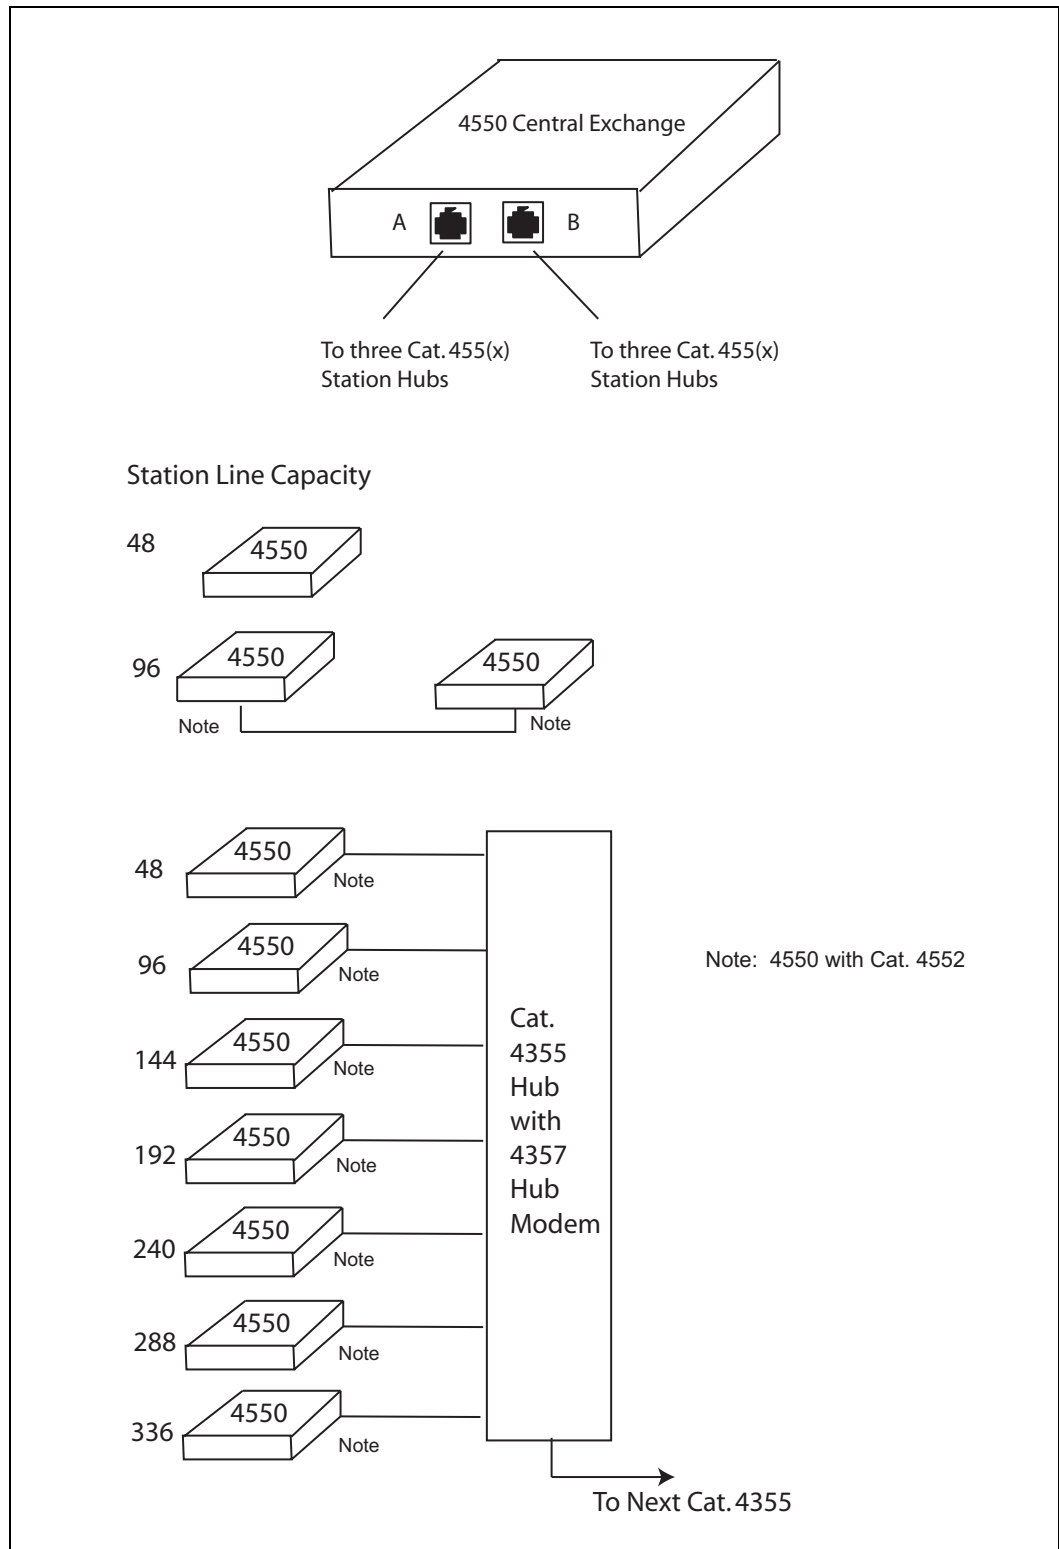 4550 Central Exchange
A
B
To three Cat. 455(x)
Station Hubs
To three Cat. 455(x)
Station Hubs
Station Line Capacity
48
4550
96
4550
4550
Note
Note
48
4550
Note
96
4550
Note
144
4550
Note
192
4550
Note
240
4550
Note
288
4550
Note
336
4550
Note
Cat.
4355
Hub
with
4357
Hub
Modem
Note: 4550 with Cat. 4552
To Next Cat. 4355